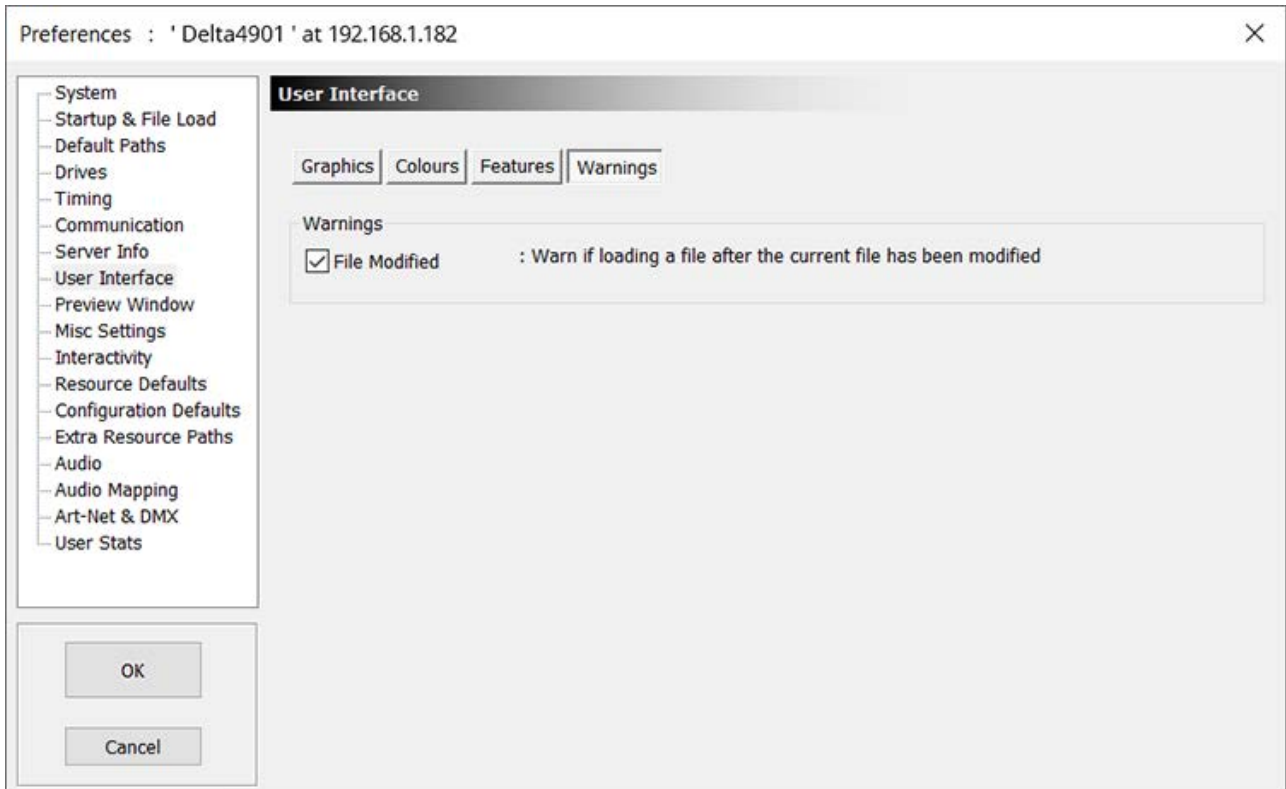 Preferences : ' Delta4901 ' at 192.168.1.182
System
Startup & File Load
Default Paths
Drives
Timing
Communication
Server Info
User Interface
Preview Window
Misc Settings
Interactivity
Resource Defaults
Configuration Defaults
Extra Resource Paths
Audio
Audio Mapping
Art-Net & DMX
User Stats
OK
Cancel
User Interface
Graphics Colours Features Warnings
Warnings
File Modified : Warn if loading a file after the current file has been modified